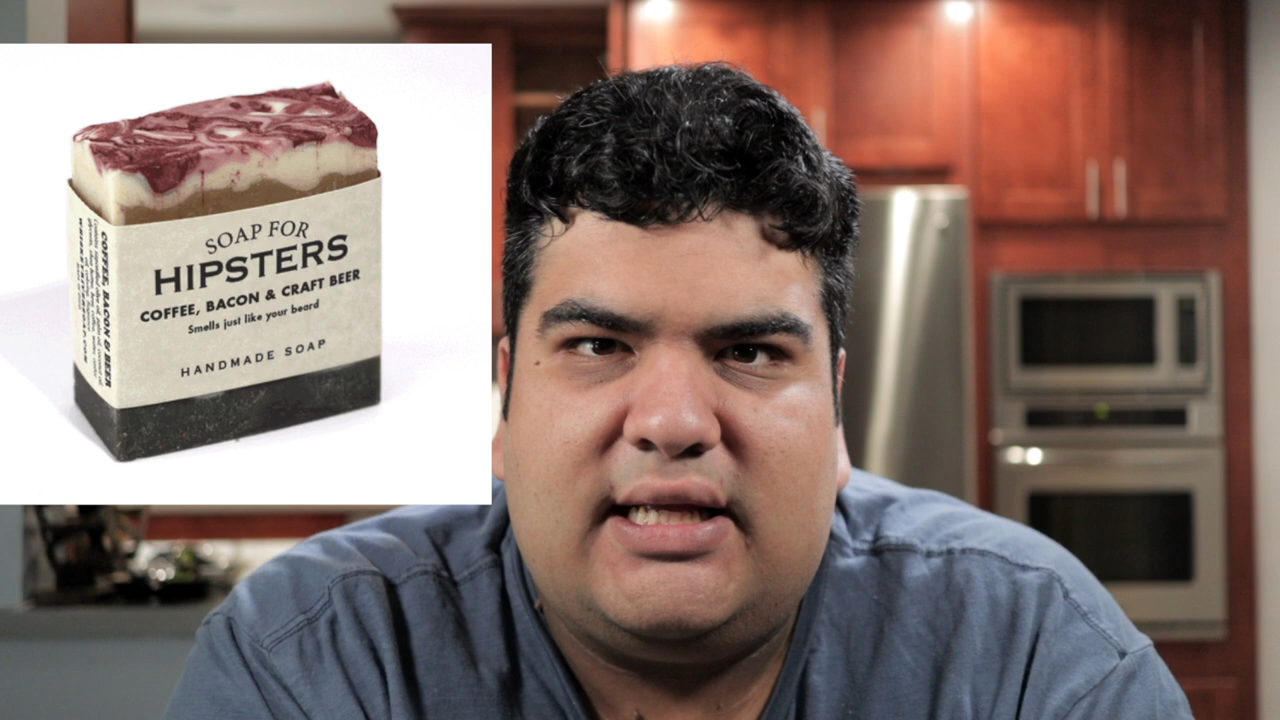 SOAP FOR
HIPSTERS
COFFEE, BACON & CRAFT BEER
Smells just like your beard
HANDMADE SOAP
COFFEE, BACON & BEER